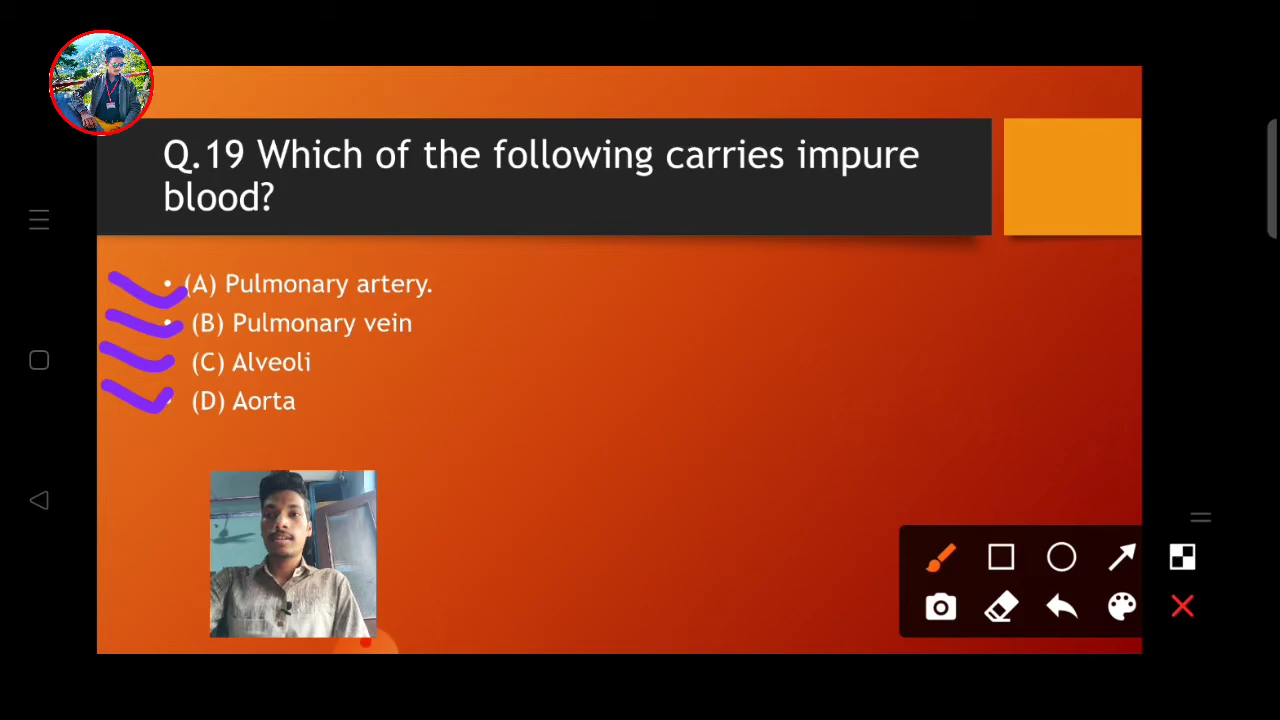 Q.19 Which of the following carries impure
blood?
• (A) Pulmonary artery.
• (B) Pulmonary vein
(C) Alveoli
(D) Aorta